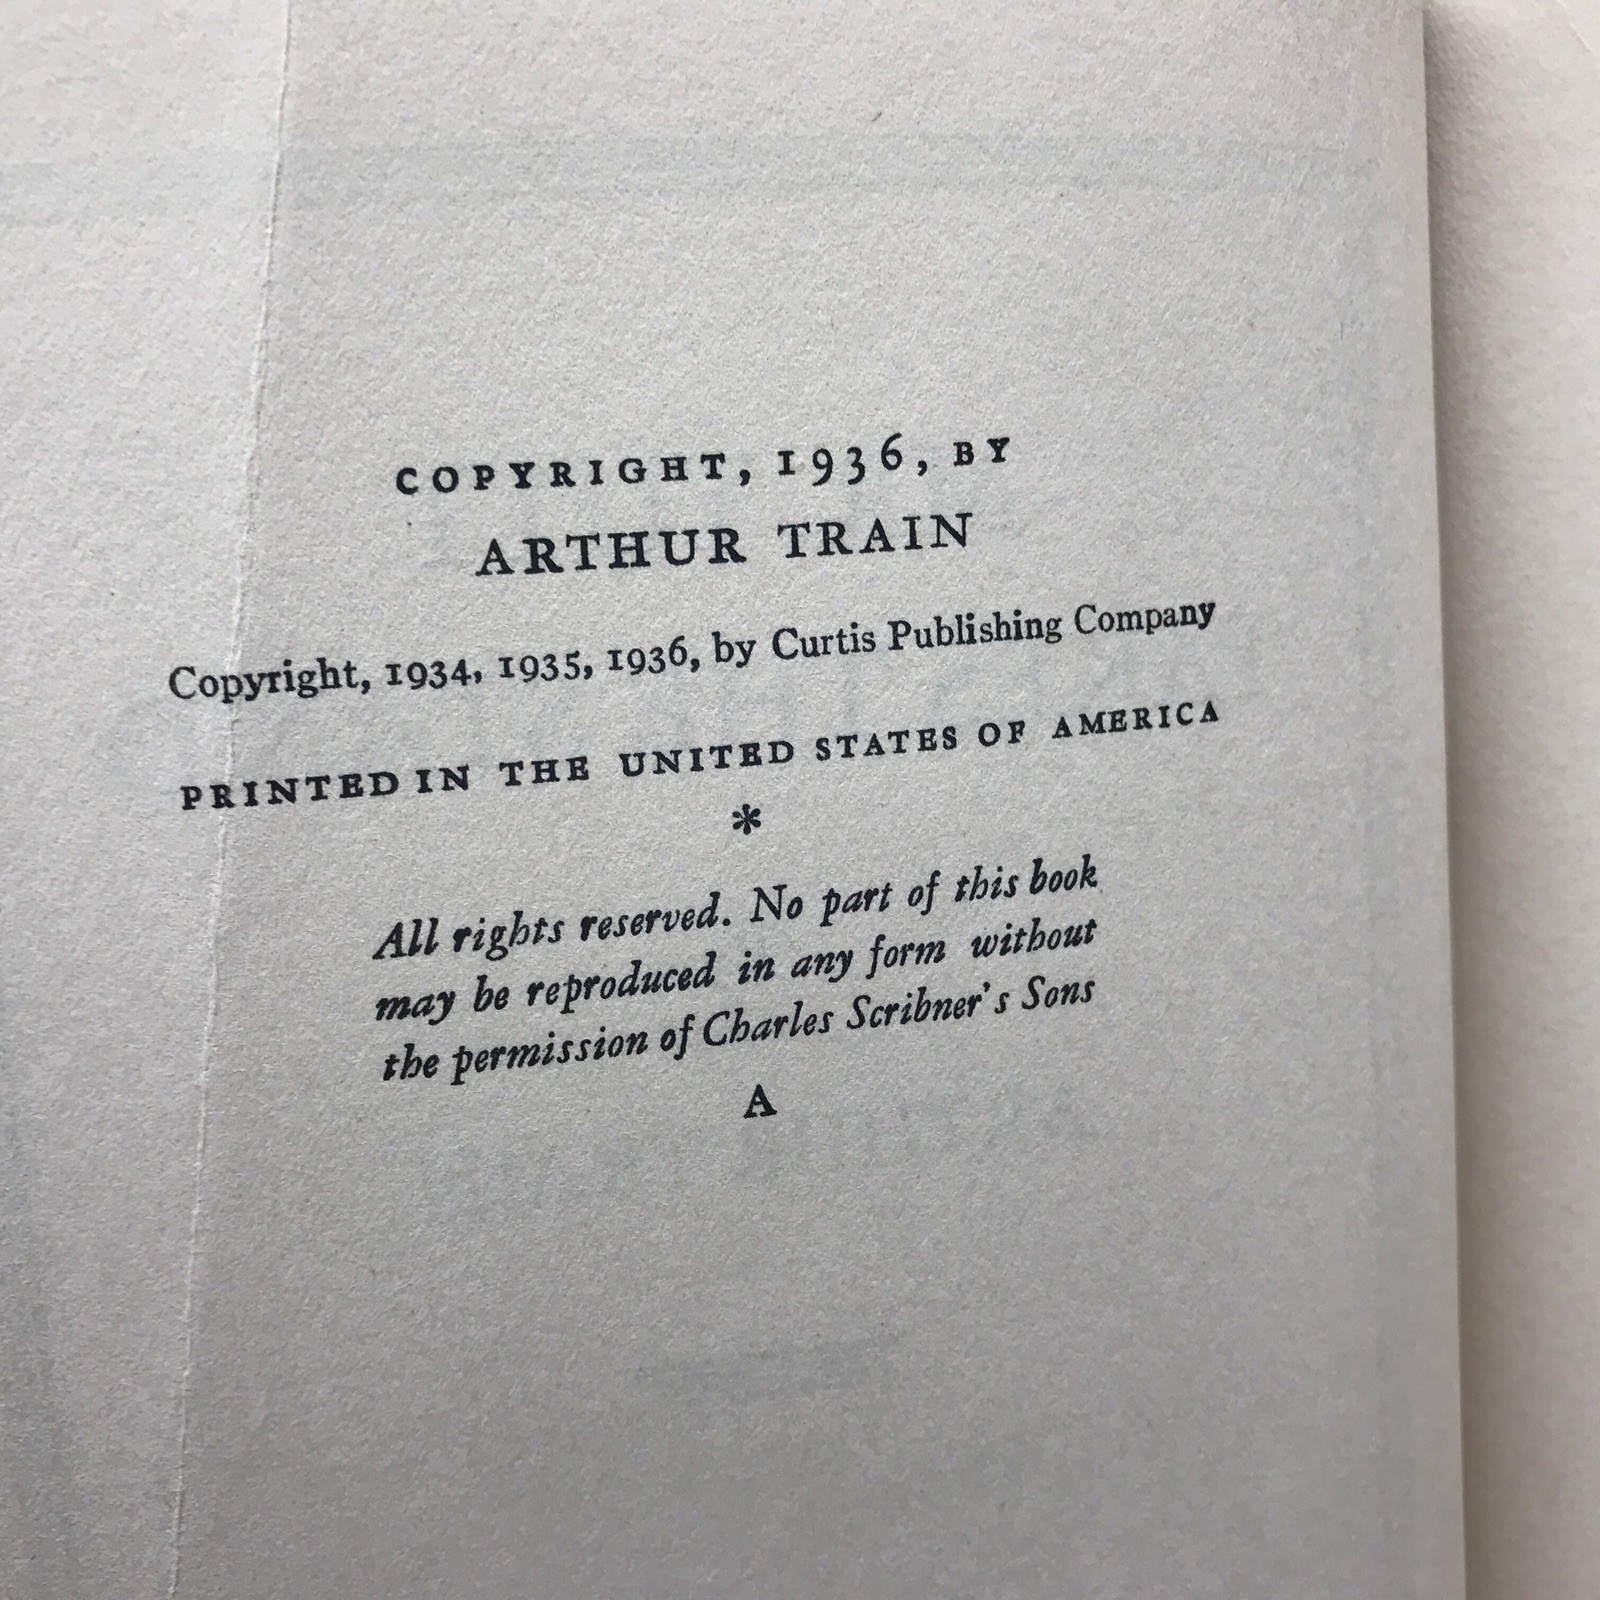 COPYRIGHT, 1936, BY
ARTHUR TRAIN
Copyright, 1934, 1935, 1936, by Curtis Publishing Company
PRINTED IN THE UNITED STATES OF AMERICA
*
All rights reserved. No part of this book
may be reproduced in any form without
the permission of Charles Scribner's Sons
A